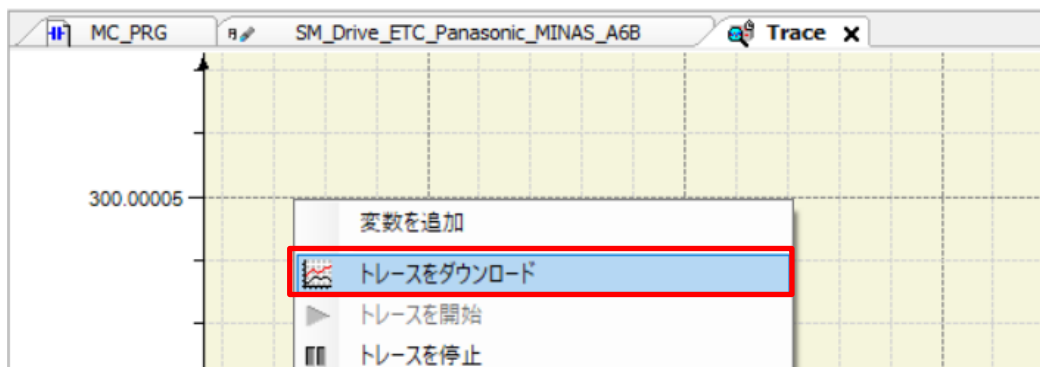 MC_PRG SM_Drive_ETC_Panasonic_MINAS_A6B Trace
300.00005
変数を追加
トレースをダウンロード
トレースを開始
トレースを停止